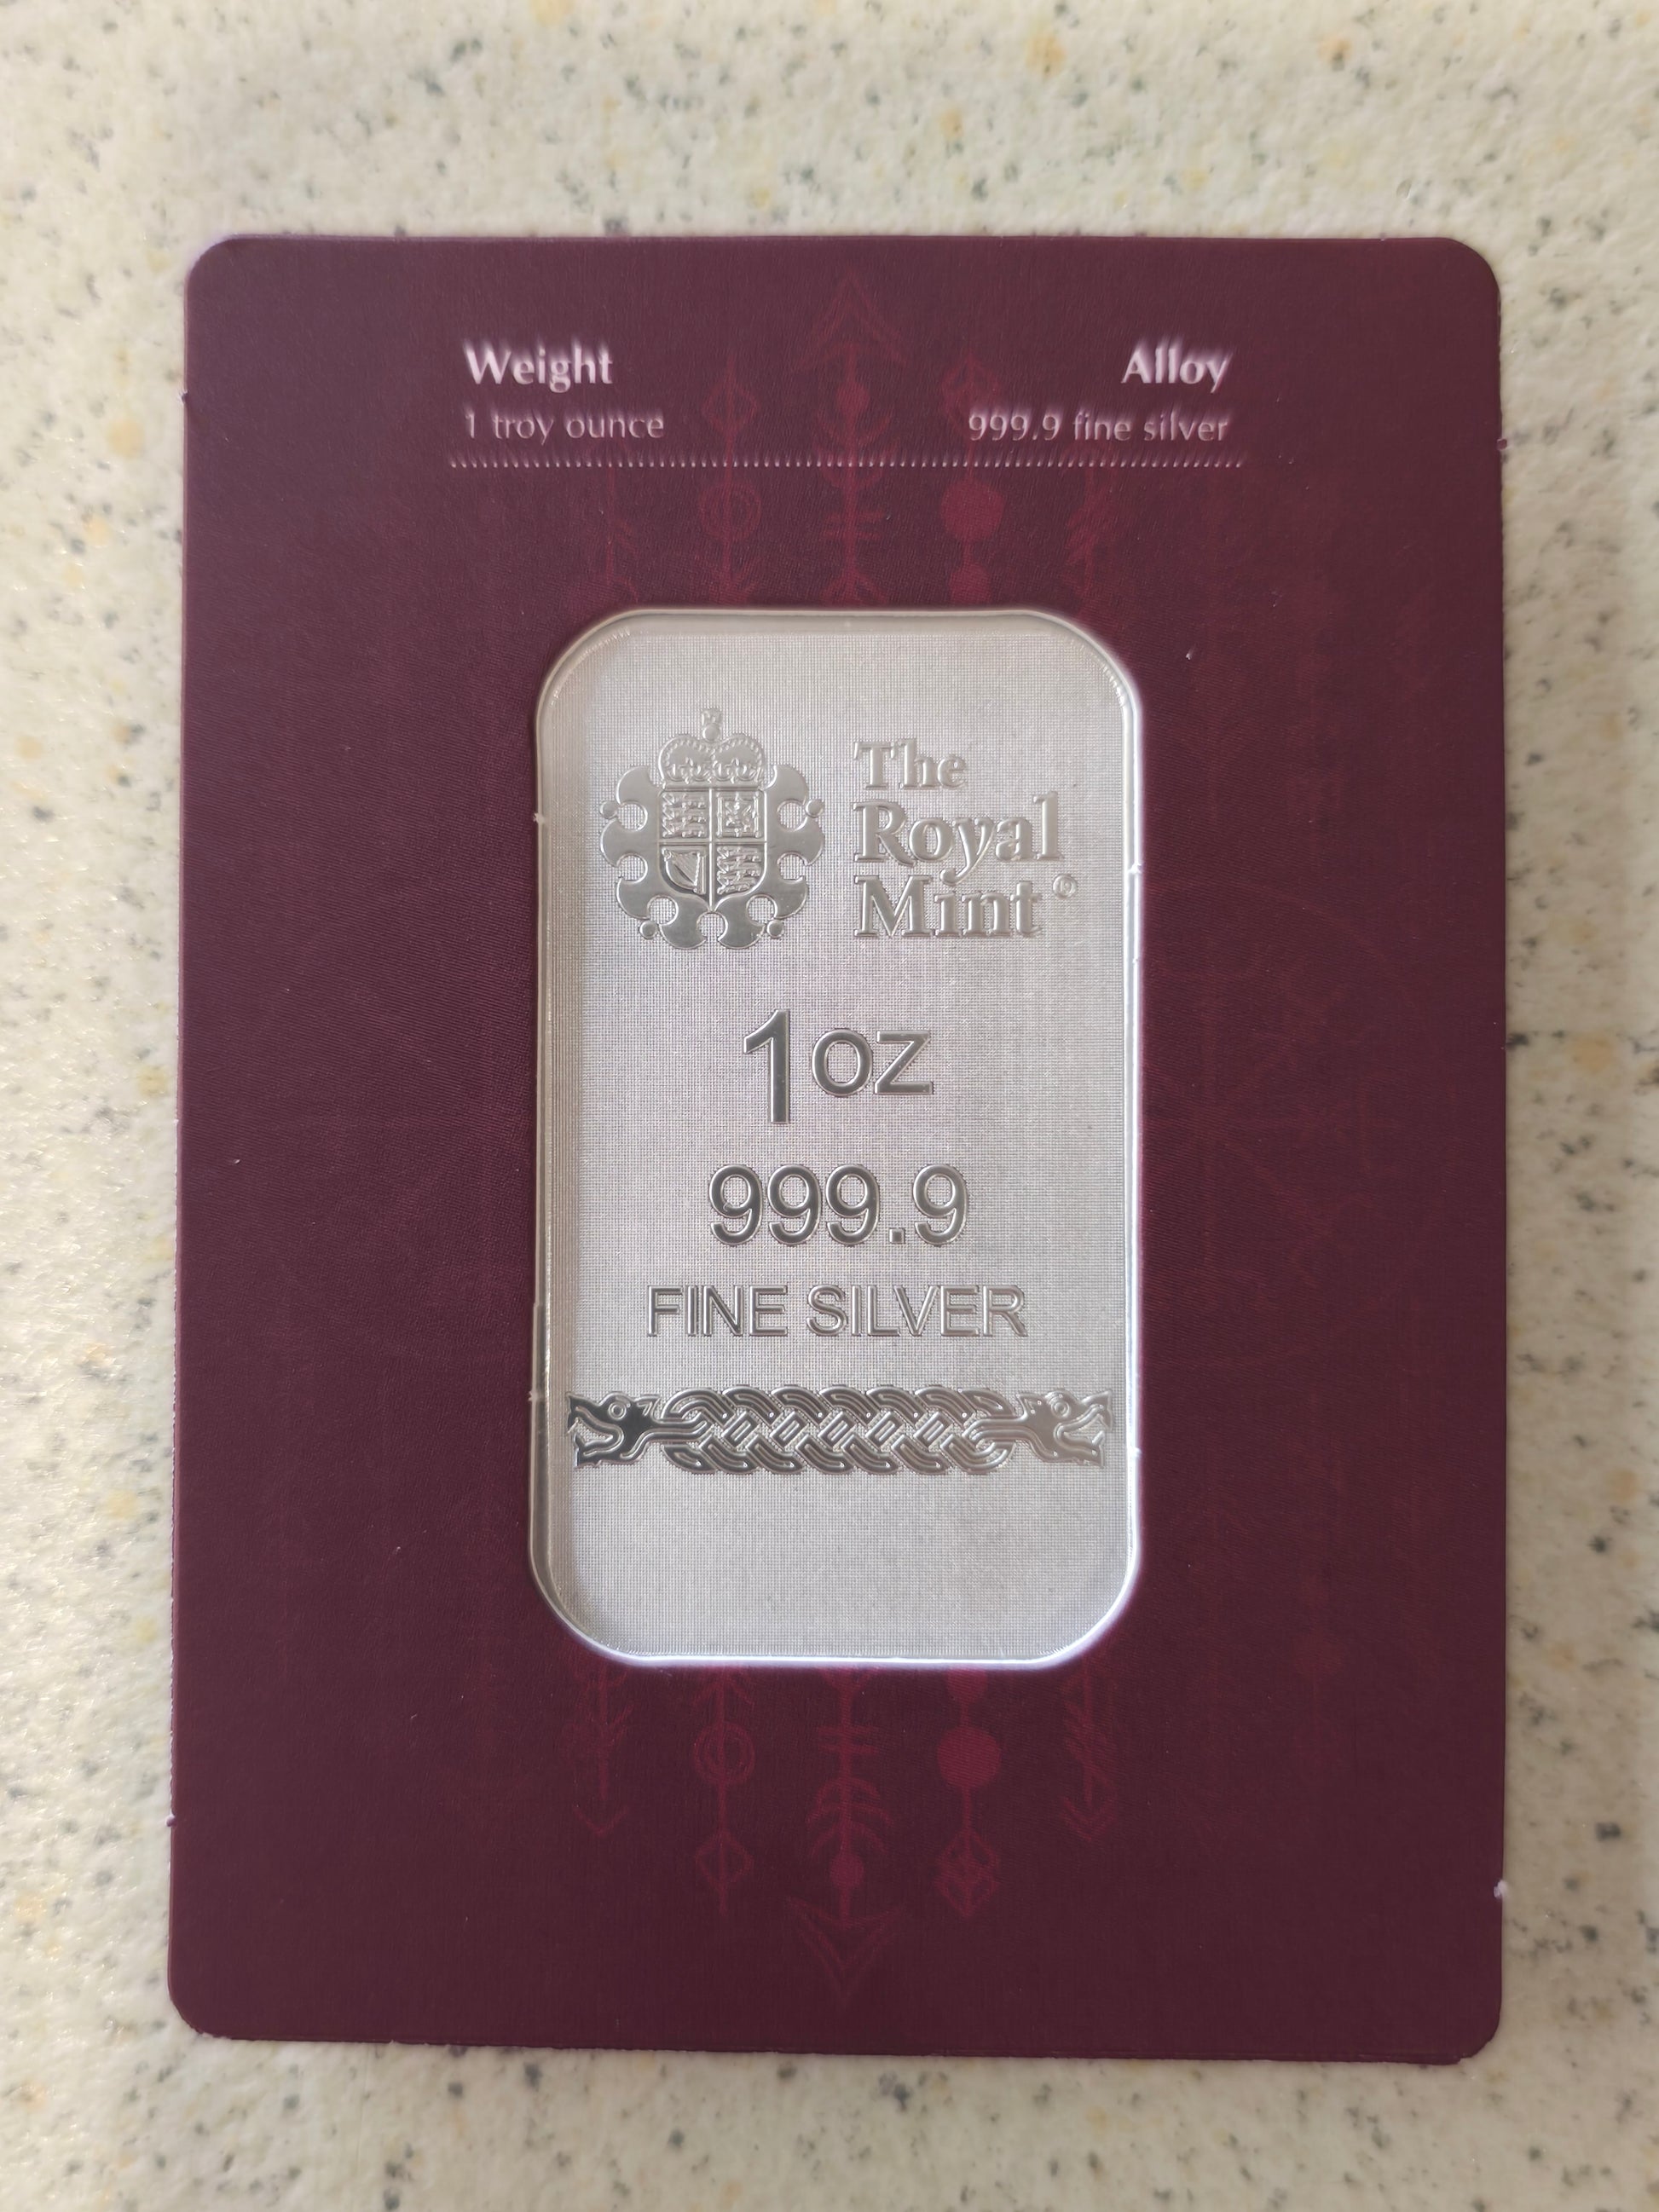 Weight
1 troy ounce
Alloy
999.9 fine silver
The
Royal
Mint®
1oz
999.9
FINE SILVER